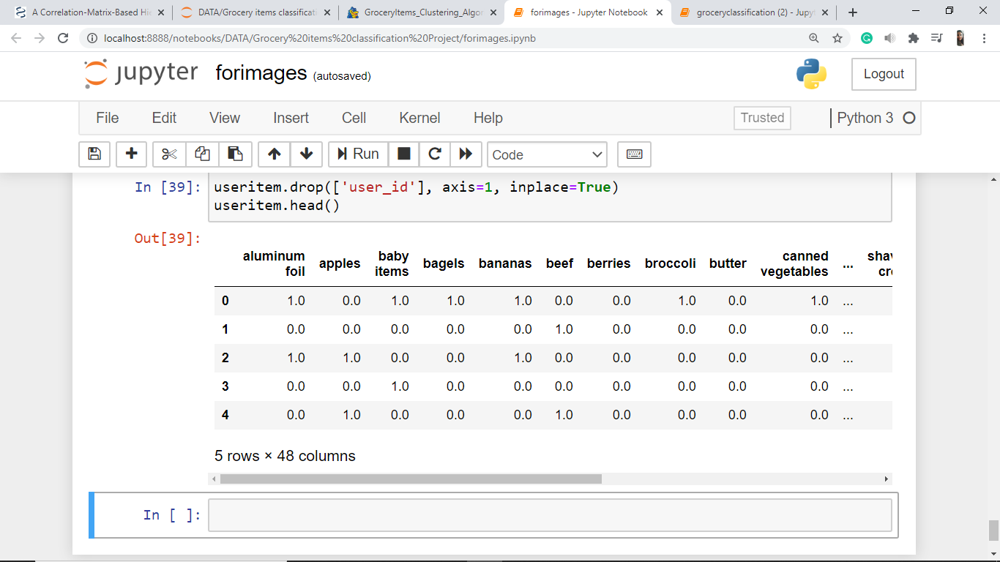 A Correlation-Matrix-Based Hie
DATA/Grocery items classificati
GroceryItems_Clustering_Algor
forimages - Jupyter Notebook
groceryclassification (2) - Jupyt
localhost:8888/notebooks/DATA/Grocery%20items%20classification%20Project/forimages.ipynb
jupyter forimages (autosaved)
Logout
File Edit View Insert Cell Kernel Help
Trusted
Python 3
Run
Code
In [39]: useritem.drop(['user_id'], axis=1, inplace=True)
useritem.head()
Out[39]:
aluminum foil apples baby items bagels bananas beef berries broccoli butter canned vegetables ... shav cre
0 1.0 0.0 1.0 1.0 1.0 0.0 0.0 1.0 0.0 1.0 ...
1 0.0 0.0 0.0 0.0 0.0 1.0 0.0 0.0 0.0 0.0 ...
2 1.0 1.0 0.0 0.0 1.0 0.0 0.0 0.0 0.0 0.0 ...
3 0.0 0.0 1.0 0.0 0.0 0.0 0.0 0.0 0.0 0.0 ...
4 0.0 1.0 0.0 0.0 0.0 1.0 0.0 0.0 0.0 0.0 ...
5 rows × 48 columns
In [ ]: